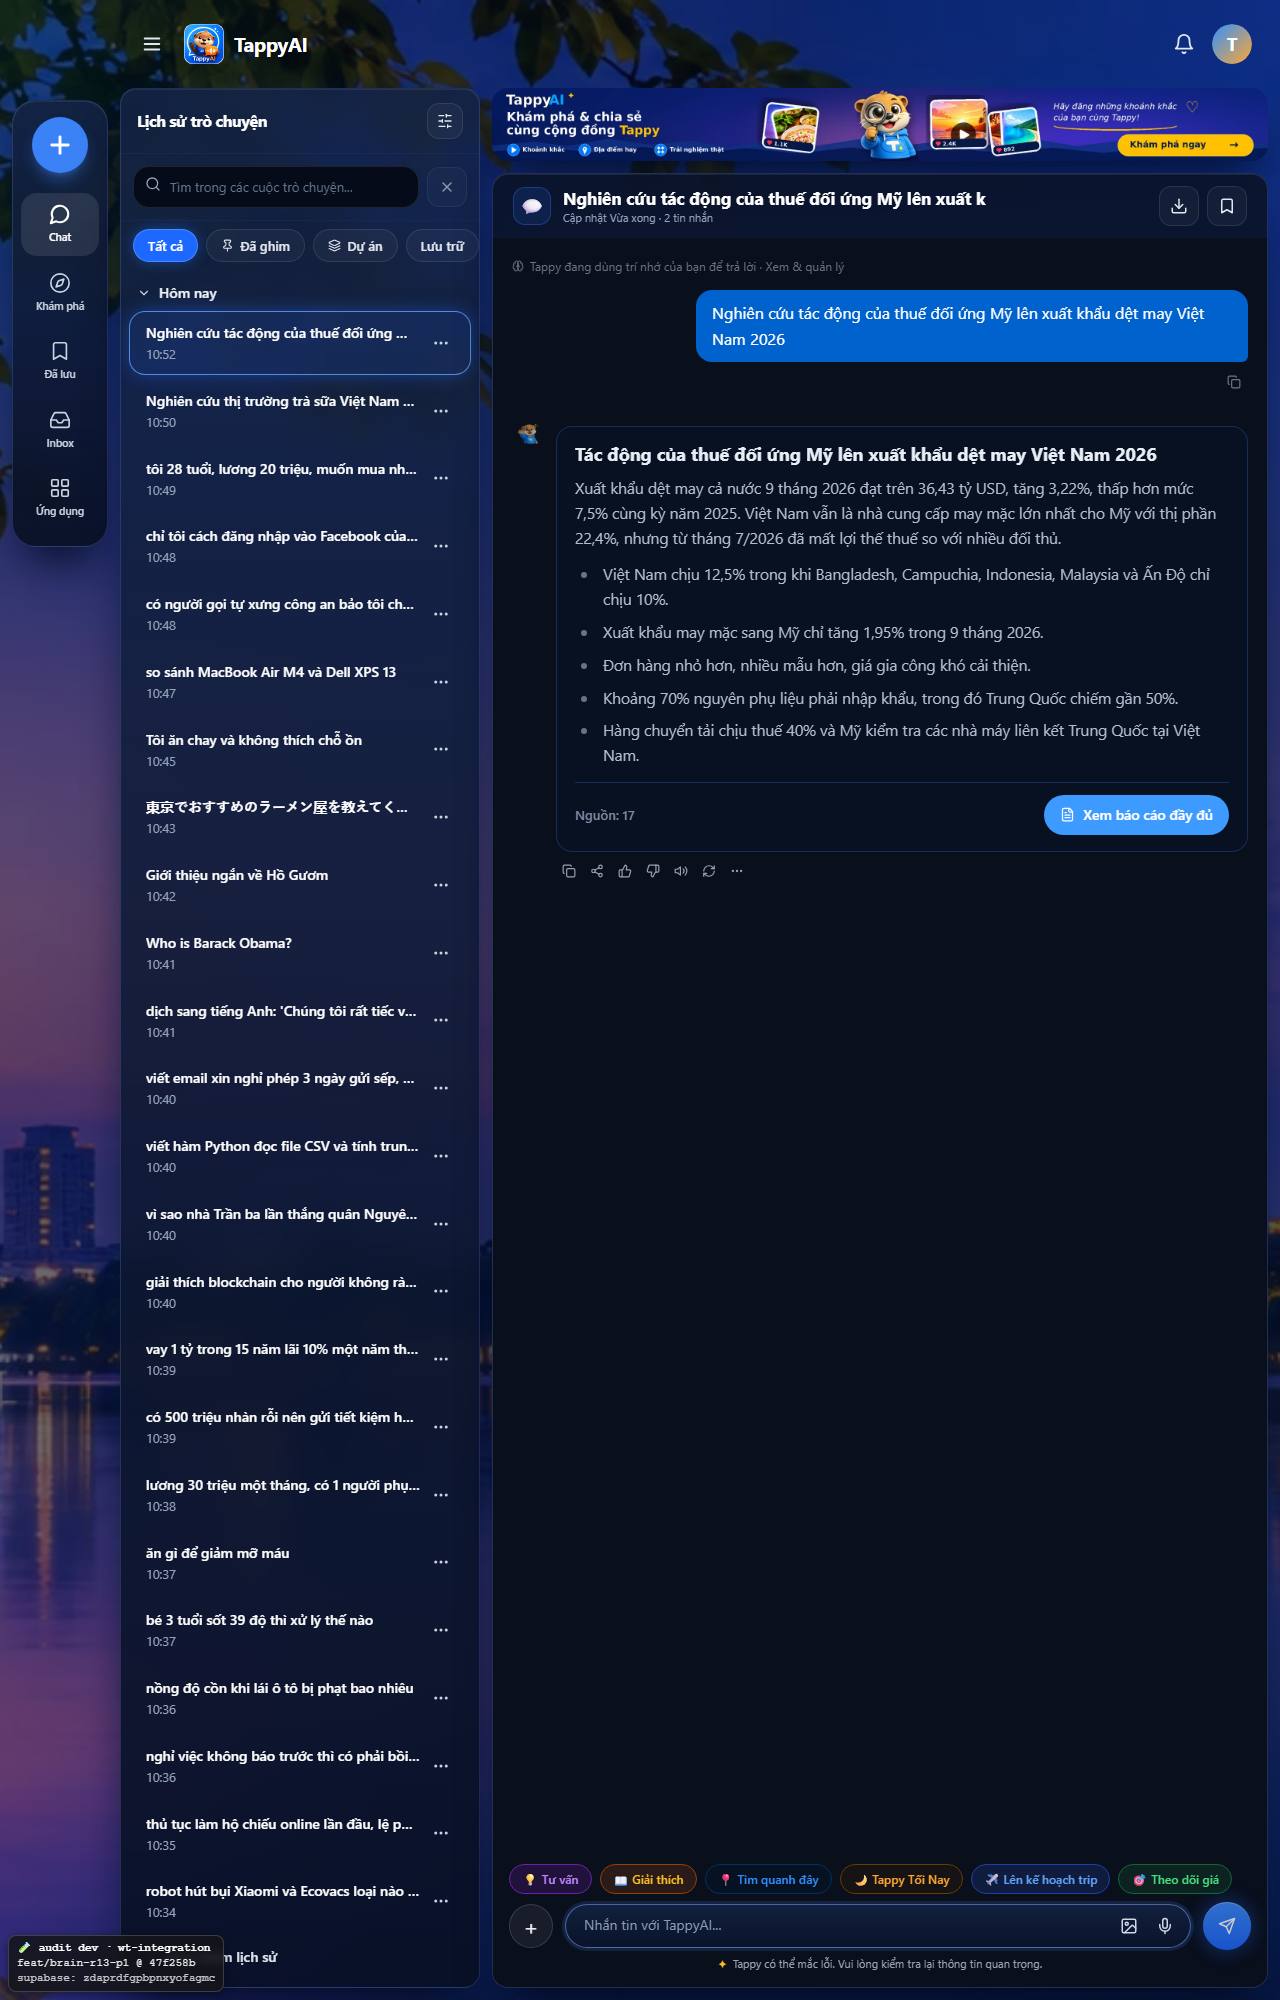 TappyAI
T
Chat
Khám phá
Đã lưu
Inbox
Ứng dụng
Lịch sử trò chuyện
Tìm trong các cuộc trò chuyện...
Tất cả
Đã ghim
Dự án
Lưu trữ
Hôm nay
Nghiên cứu tác động của thuế đối ứng ...
10:52
Nghiên cứu thị trường trà sữa Việt Nam ...
10:50
tôi 28 tuổi, lương 20 triệu, muốn mua nh...
10:49
chỉ tôi cách đăng nhập vào Facebook của...
10:48
có người gọi tự xưng công an bảo tôi ch...
10:48
so sánh MacBook Air M4 và Dell XPS 13
10:47
Tôi ăn chay và không thích chỗ ồn
10:45
東京でおすすめのラーメン屋を教えてく...
10:43
Giới thiệu ngắn về Hồ Gươm
10:42
Who is Barack Obama?
10:41
dịch sang tiếng Anh: 'Chúng tôi rất tiếc v...
10:41
viết email xin nghỉ phép 3 ngày gửi sếp, ...
10:40
viết hàm Python đọc file CSV và tính trun...
10:40
vì sao nhà Trần ba lần thắng quân Nguyê...
10:40
giải thích blockchain cho người không rà...
10:40
vay 1 tỷ trong 15 năm lãi 10% một năm th...
10:39
có 500 triệu nhàn rỗi nên gửi tiết kiệm h...
10:39
lương 30 triệu một tháng, có 1 người phụ...
10:38
ăn gì để giảm mỡ máu
10:37
bé 3 tuổi sốt 39 độ thì xử lý thế nào
10:37
nồng độ cồn khi lái ô tô bị phạt bao nhiêu
10:36
nghỉ việc không báo trước thì có phải bồi...
10:36
thủ tục làm hộ chiếu online lần đầu, lệ p...
10:35
robot hút bụi Xiaomi và Ecovacs loại nào ...
10:34
lịch sử
audit dev · wt-integration
feat/brain-r13-p1 @ 47f258b
supabase: zdaprdfgpbpnxyofagmc
TappyAI
Khám phá & chia sẻ
cùng cộng đồng Tappy
Khoảnh khắc
Địa điểm hay
Trải nghiệm thật
1.1K
2.4K
892
Hãy đăng những khoảnh khắc
của bạn cùng Tappy!
Khám phá ngay →
Nghiên cứu tác động của thuế đối ứng Mỹ lên xuất k
Cập nhật Vừa xong · 2 tin nhắn
Tappy đang dùng trí nhớ của bạn để trả lời · Xem & quản lý
Nghiên cứu tác động của thuế đối ứng Mỹ lên xuất khẩu dệt may Việt
Nam 2026
Tác động của thuế đối ứng Mỹ lên xuất khẩu dệt may Việt Nam 2026
Xuất khẩu dệt may cả nước 9 tháng 2026 đạt trên 36,43 tỷ USD, tăng 3,22%, thấp hơn mức
7,5% cùng kỳ năm 2025. Việt Nam vẫn là nhà cung cấp may mặc lớn nhất cho Mỹ với thị phần
22,4%, nhưng từ tháng 7/2026 đã mất lợi thế thuế so với nhiều đối thủ.
Việt Nam chịu 12,5% trong khi Bangladesh, Campuchia, Indonesia, Malaysia và Ấn Độ chỉ
chịu 10%.
Xuất khẩu may mặc sang Mỹ chỉ tăng 1,95% trong 9 tháng 2026.
Đơn hàng nhỏ hơn, nhiều mẫu hơn, giá gia công khó cải thiện.
Khoảng 70% nguyên phụ liệu phải nhập khẩu, trong đó Trung Quốc chiếm gần 50%.
Hàng chuyển tải chịu thuế 40% và Mỹ kiểm tra các nhà máy liên kết Trung Quốc tại Việt
Nam.
Nguồn: 17
Xem báo cáo đầy đủ
Tư vấn
Giải thích
Tìm quanh đây
Tappy Tối Nay
Lên kế hoạch trip
Theo dõi giá
Nhắn tin với TappyAI...
Tappy có thể mắc lỗi. Vui lòng kiểm tra lại thông tin quan trọng.